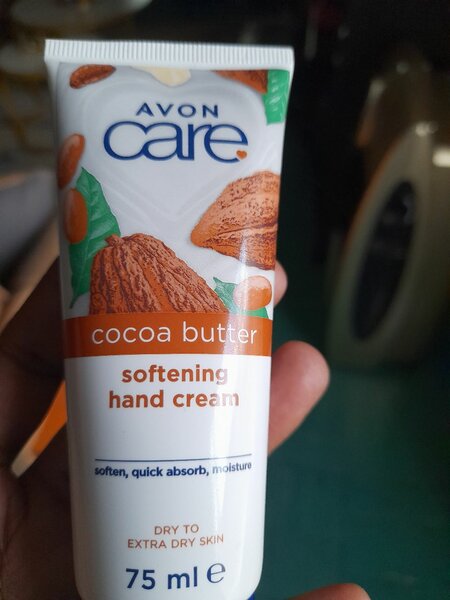 AVON
care
cocoa butter
softening
hand cream
soften, quick absorb, moisture
DRY TO
EXTRA DRY SKIN
75 ml ℮